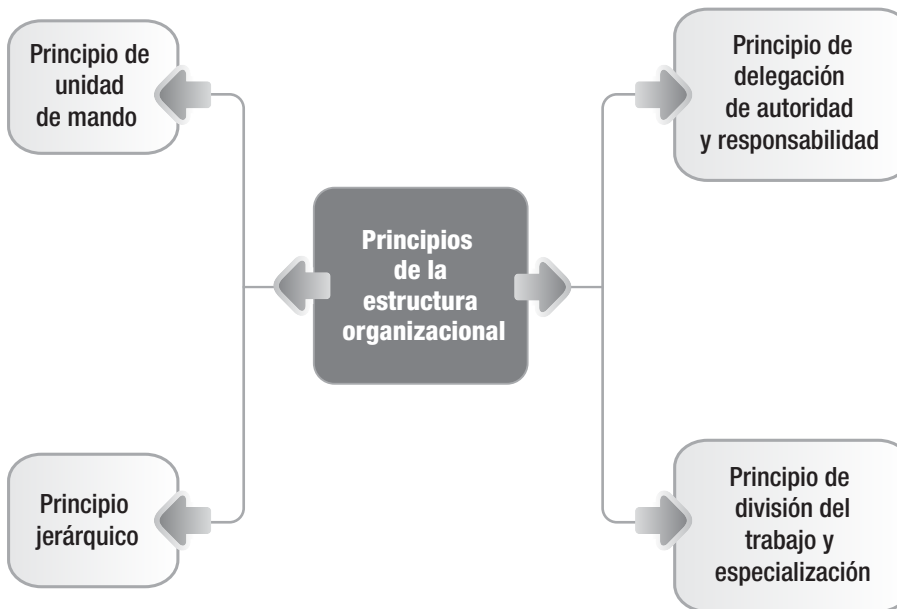 Principio de
unidad
de mando
Principio de
delegación
de autoridad
y responsabilidad
Principios
de la
estructura
organizacional
Principio
jerárquico
Principio de
división del
trabajo y
especialización